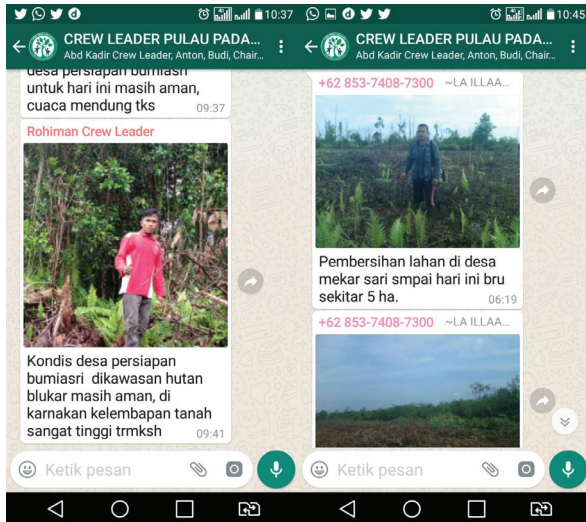 10:37
CREW LEADER PULAU PADA...
Abd Kadir Crew Leader, Anton, Budi, Chair...
desa persiapan bumiasri
untuk hari ini masih aman,
cuaca mendung tks
09:37
Rohiman Crew Leader
Kondis desa persiapan
bumiasri dikawasan hutan
blukar masih aman, di
karnakan kelembapan tanah
sangat tinggi trmksh
09:41
Ketik pesan
10:45
CREW LEADER PULAU PADA...
Abd Kadir Crew Leader, Anton, Budi, Chair...
+62 853-7408-7300 ~LA ILLAA...
Pembersihan lahan di desa
mekar sari smpai hari ini bru
sekitar 5 ha.
06:19
+62 853-7408-7300 ~LA ILLAA...
Ketik pesan